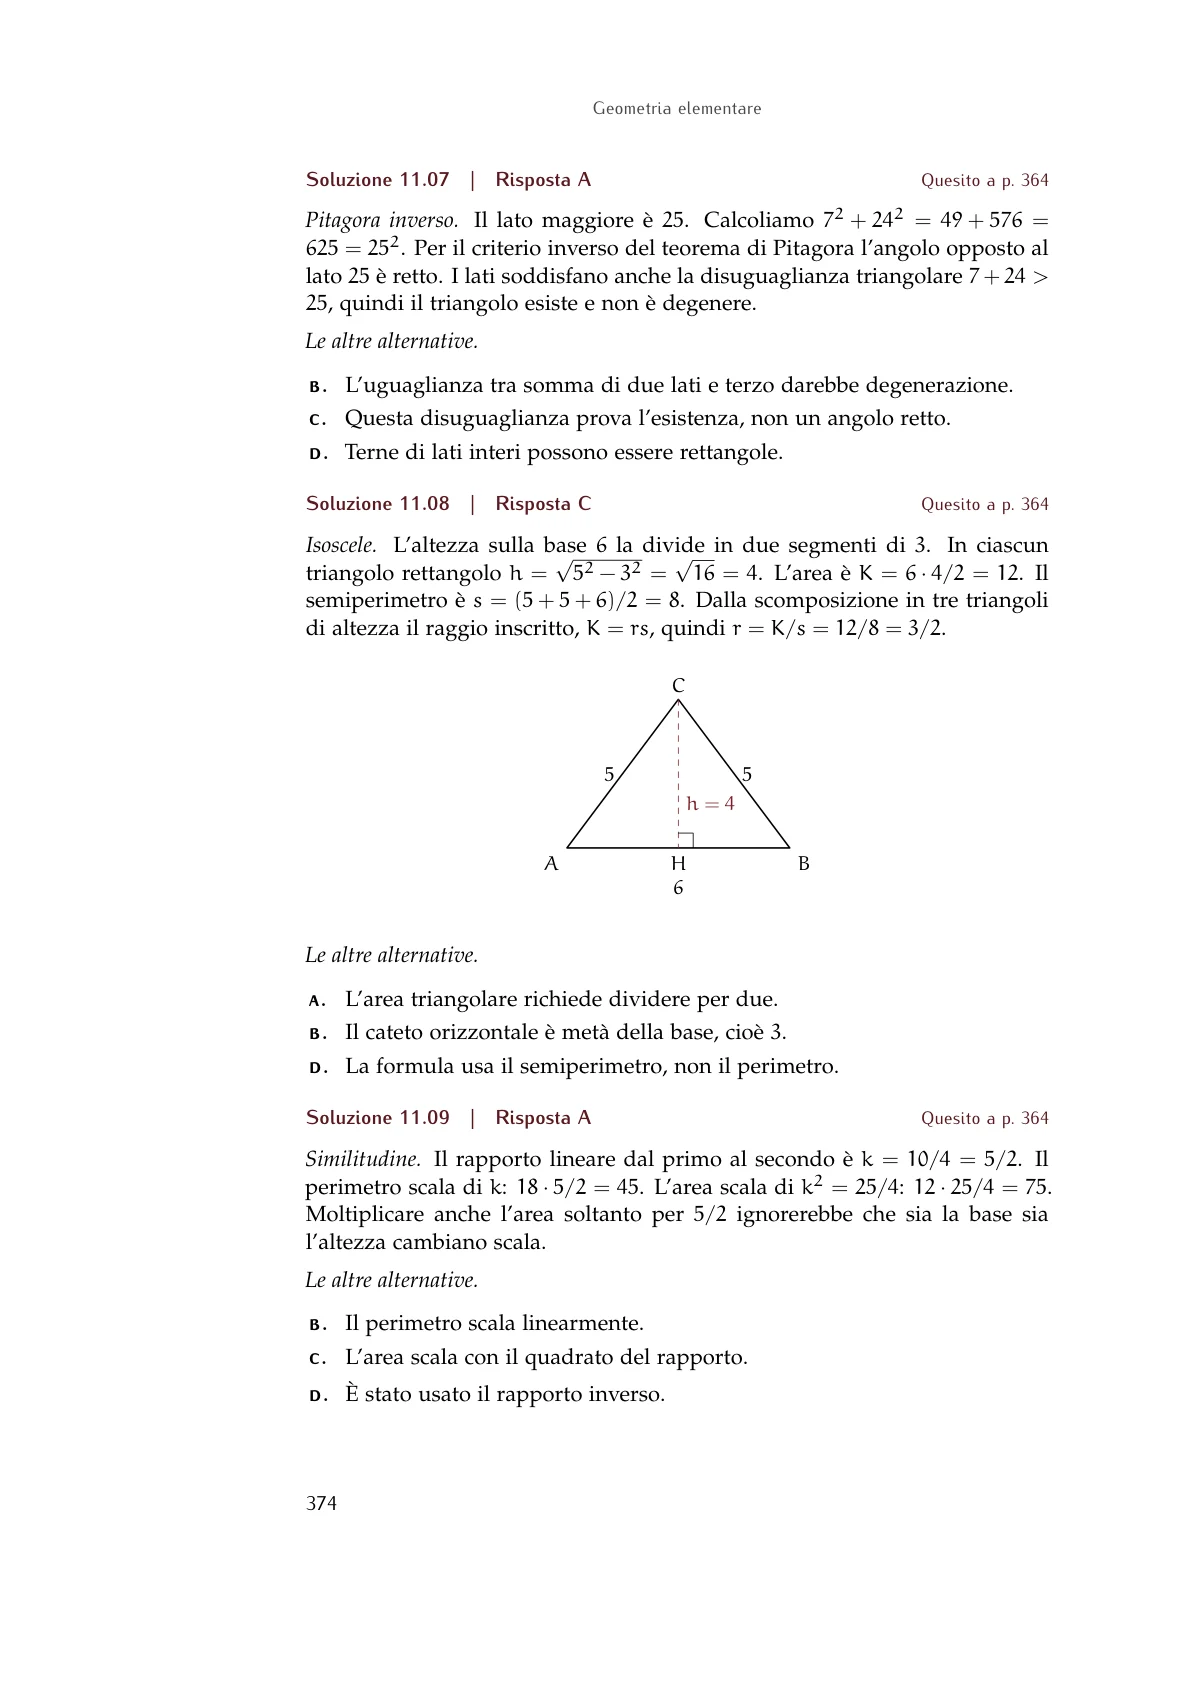 Geometria elementare
Soluzione 11.07 | Risposta A Quesito a p. 364
Pitagora inverso. Il lato maggiore è 25. Calcoliamo 7² + 24² = 49 + 576 =
625 = 25². Per il criterio inverso del teorema di Pitagora l'angolo opposto al
lato 25 è retto. I lati soddisfano anche la disuguaglianza triangolare 7 + 24 >
25, quindi il triangolo esiste e non è degenere.
Le altre alternative.
B. L'uguaglianza tra somma di due lati e terzo darebbe degenerazione.
C. Questa disuguaglianza prova l'esistenza, non un angolo retto.
D. Terne di lati interi possono essere rettangole.
Soluzione 11.08 | Risposta C Quesito a p. 364
Isoscele. L'altezza sulla base 6 la divide in due segmenti di 3. In ciascun
triangolo rettangolo h = √(5² − 3²) = √16 = 4. L'area è K = 6 · 4/2 = 12. Il
semiperimetro è s = (5 + 5 + 6)/2 = 8. Dalla scomposizione in tre triangoli
di altezza il raggio inscritto, K = rs, quindi r = K/s = 12/8 = 3/2.
C
5 5
h = 4
A H B
6
Le altre alternative.
A. L'area triangolare richiede dividere per due.
B. Il cateto orizzontale è metà della base, cioè 3.
D. La formula usa il semiperimetro, non il perimetro.
Soluzione 11.09 | Risposta A Quesito a p. 364
Similitudine. Il rapporto lineare dal primo al secondo è k = 10/4 = 5/2. Il
perimetro scala di k: 18 · 5/2 = 45. L'area scala di k² = 25/4: 12 · 25/4 = 75.
Moltiplicare anche l'area soltanto per 5/2 ignorerebbe che sia la base sia
l'altezza cambiano scala.
Le altre alternative.
B. Il perimetro scala linearmente.
C. L'area scala con il quadrato del rapporto.
D. È stato usato il rapporto inverso.
374